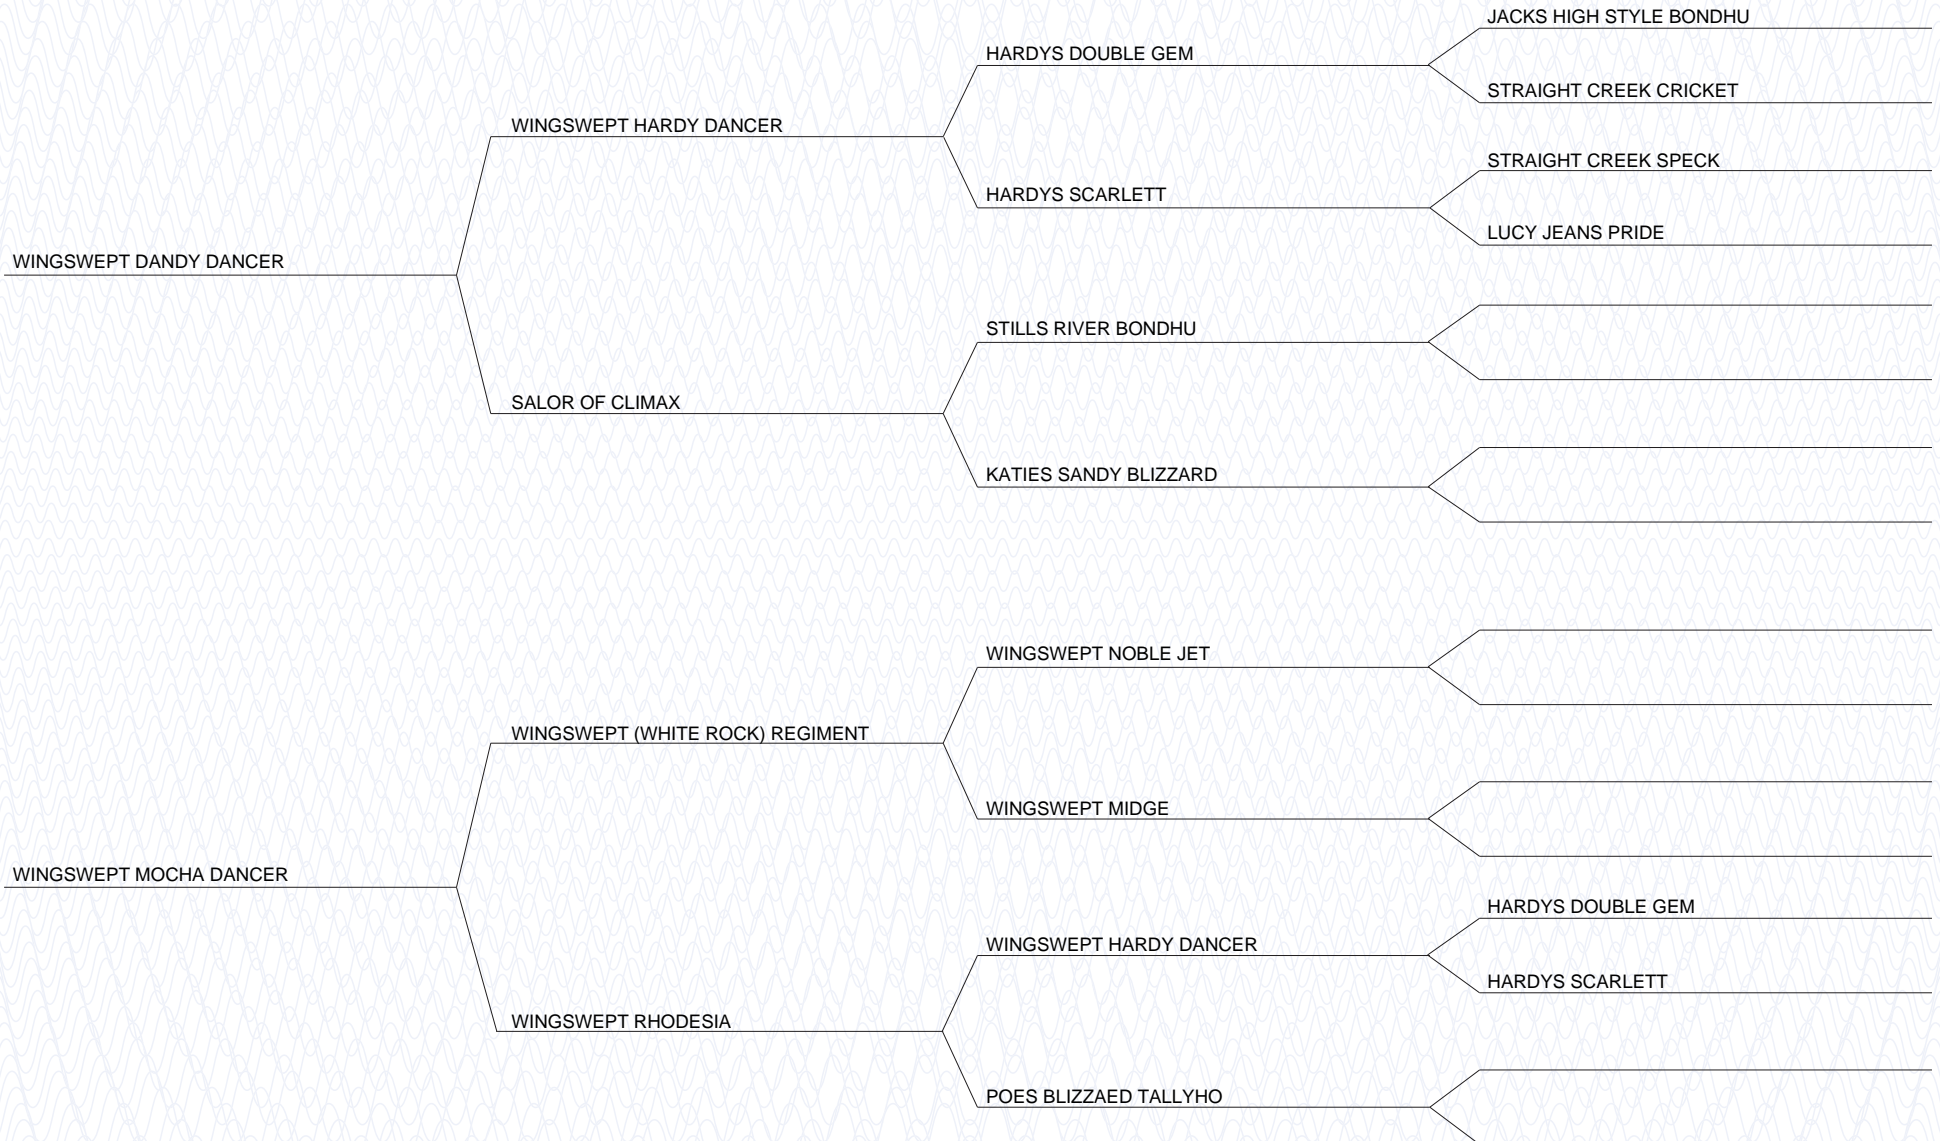 JACKS HIGH STYLE BONDHU
HARDYS DOUBLE GEM
STRAIGHT CREEK CRICKET
WINGSWEPT HARDY DANCER
STRAIGHT CREEK SPECK
HARDYS SCARLETT
LUCY JEANS PRIDE
WINGSWEPT DANDY DANCER
STILLS RIVER BONDHU
SALOR OF CLIMAX
KATIES SANDY BLIZZARD
WINGSWEPT NOBLE JET
WINGSWEPT (WHITE ROCK) REGIMENT
WINGSWEPT MIDGE
WINGSWEPT MOCHA DANCER
HARDYS DOUBLE GEM
WINGSWEPT HARDY DANCER
HARDYS SCARLETT
WINGSWEPT RHODESIA
POES BLIZZAED TALLYHO